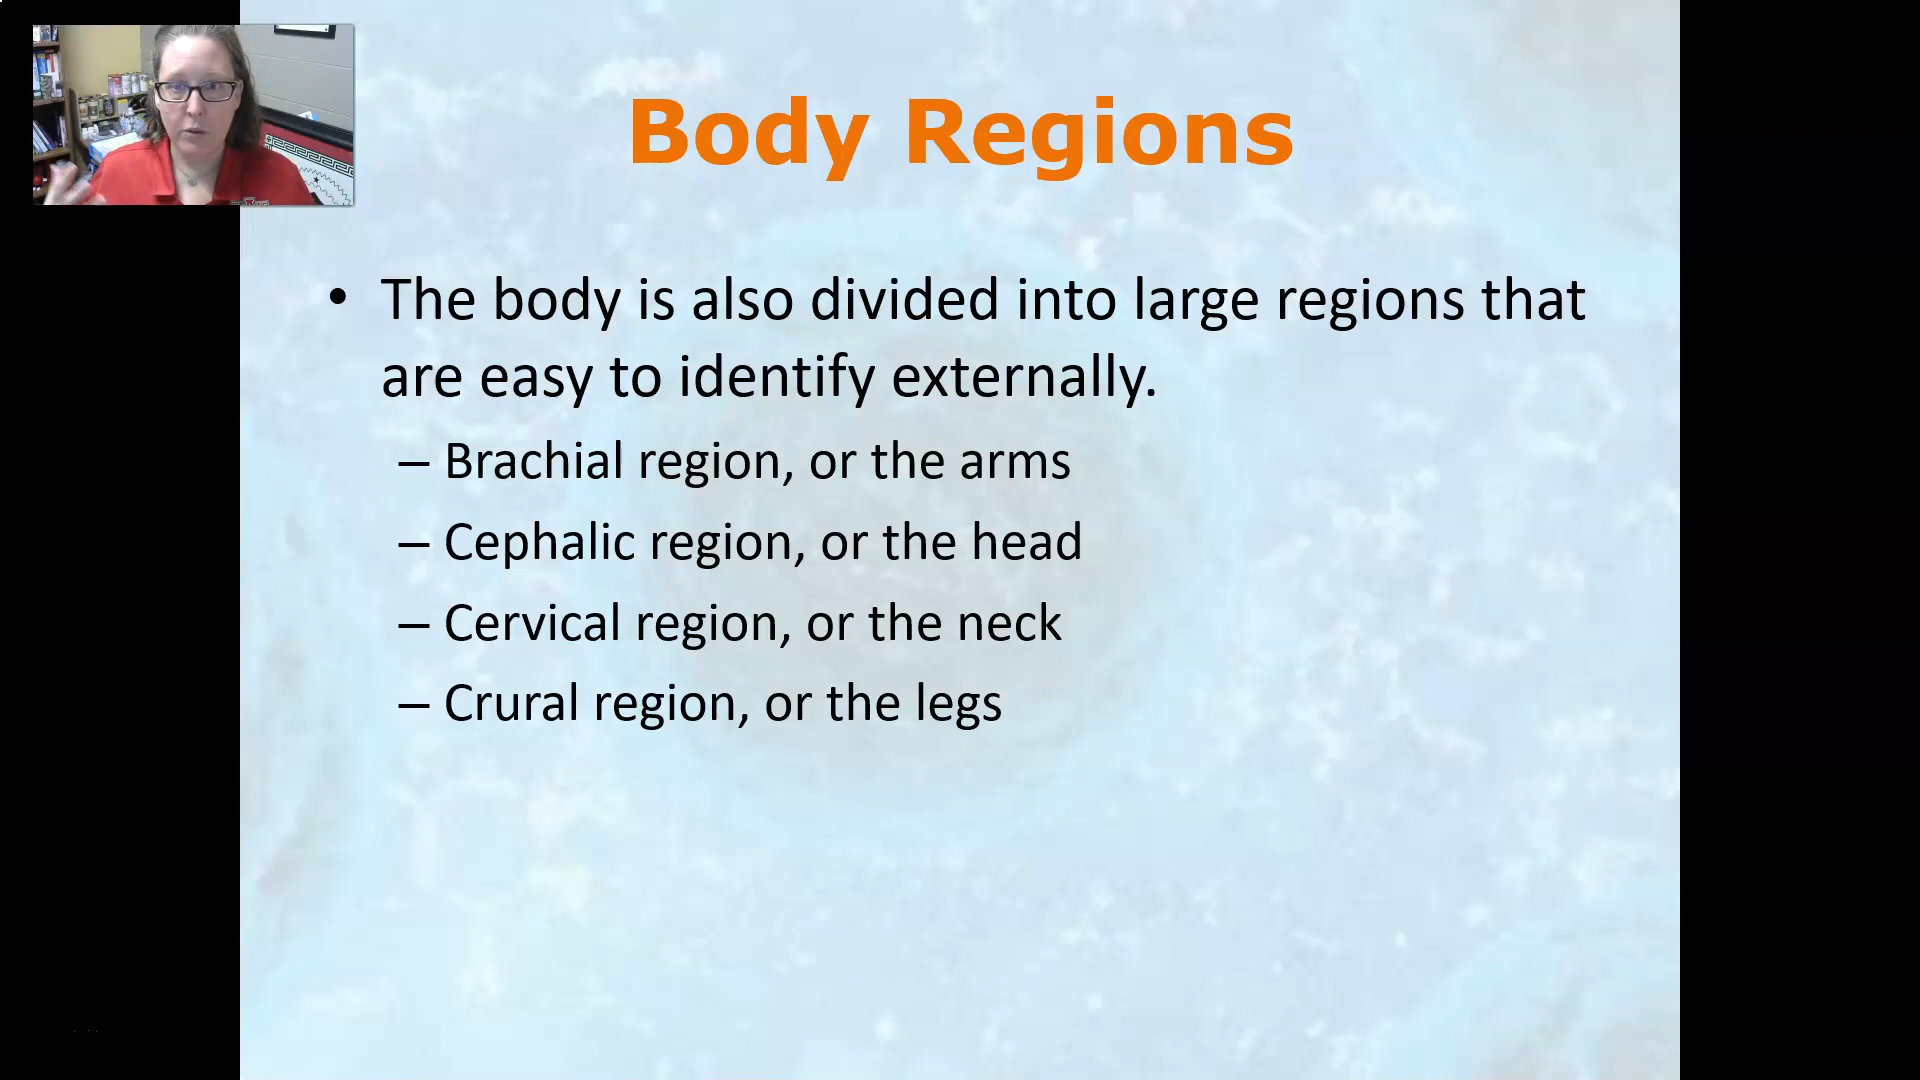 Body Regions
• The body is also divided into large regions that
are easy to identify externally.
– Brachial region, or the arms
– Cephalic region, or the head
– Cervical region, or the neck
– Crural region, or the legs